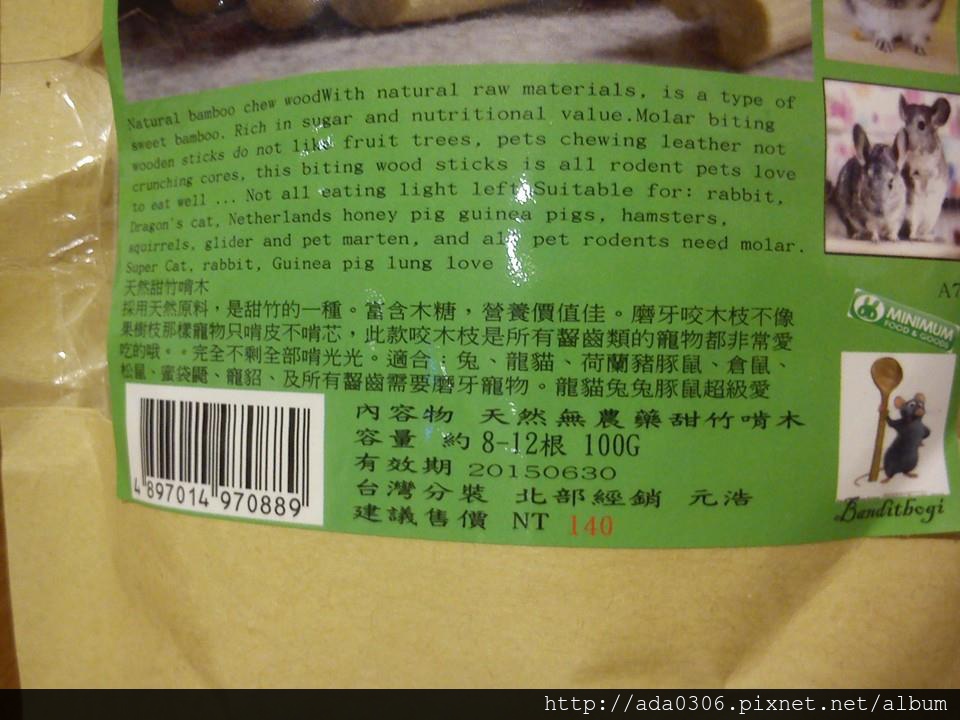 Natural bamboo chew woodWith natural raw materials, is a type of
sweet bamboo. Rich in sugar and nutritional value.Molar biting
wooden sticks do not like fruit trees, pets chewing leather not
crunching cores, this biting wood sticks is all rodent pets love
to eat well ... Not all eating light left Suitable for: rabbit,
Dragon's cat, Netherlands honey pig guinea pigs, hamsters,
squirrels, glider and pet marten, and all pet rodents need molar.
Super Cat, rabbit, Guinea pig lung love
天然甜竹啃木
採用天然原料，是甜竹的一種。富含木糖，營養價值佳。磨牙咬木枝不像
果樹枝那樣寵物只啃皮不啃芯，此款咬木枝是所有齧齒類的寵物都非常愛
吃的哦。。完全不剩全部啃光光。適合：兔、龍貓、荷蘭豬豚鼠、倉鼠、
松鼠、蜜袋鼯、寵貂、及所有齧齒需要磨牙寵物。龍貓兔兔豚鼠超級愛
內容物 天然無農藥甜竹啃木
容量 約 8-12根 100G
有效期 20150630
台灣分裝 北部經銷 元浩
建議售價 NT 140
4 897014 970889
A7
MINIMUM
FOOD & GOODS
Banditbogi
http://ada0306.pixnet.net/album